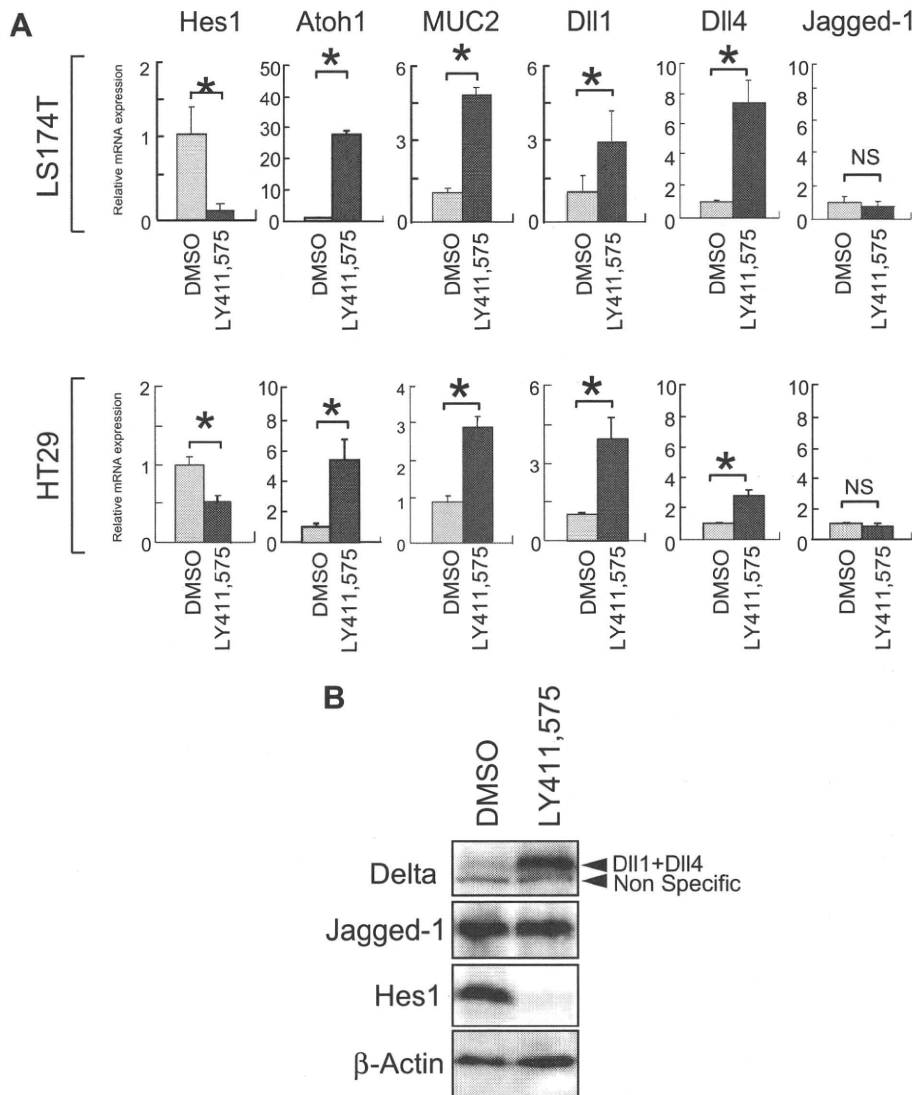 A
Hes1 Atoh1 MUC2 Dll1 Dll4 Jagged-1
LS174T
Relative mRNA expression
2 1 0
*
DMSO LY411,575
50 40 30 20 10 0
*
DMSO LY411,575
6 3 0
*
DMSO LY411,575
6 3 0
*
DMSO LY411,575
10 8 6 4 2 0
*
DMSO LY411,575
10 8 6 4 2 0
NS
DMSO LY411,575
HT29
Relative mRNA expression
2 1 0
*
DMSO LY411,575
10 8 6 4 2 0
*
DMSO LY411,575
4 3 2 1 0
*
DMSO LY411,575
6 3 0
*
DMSO LY411,575
10 8 6 4 2 0
*
DMSO LY411,575
10 8 6 4 2 0
NS
DMSO LY411,575
B
DMSO LY411,575
Delta
Dll1+Dll4
Non Specific
Jagged-1
Hes1
β-Actin